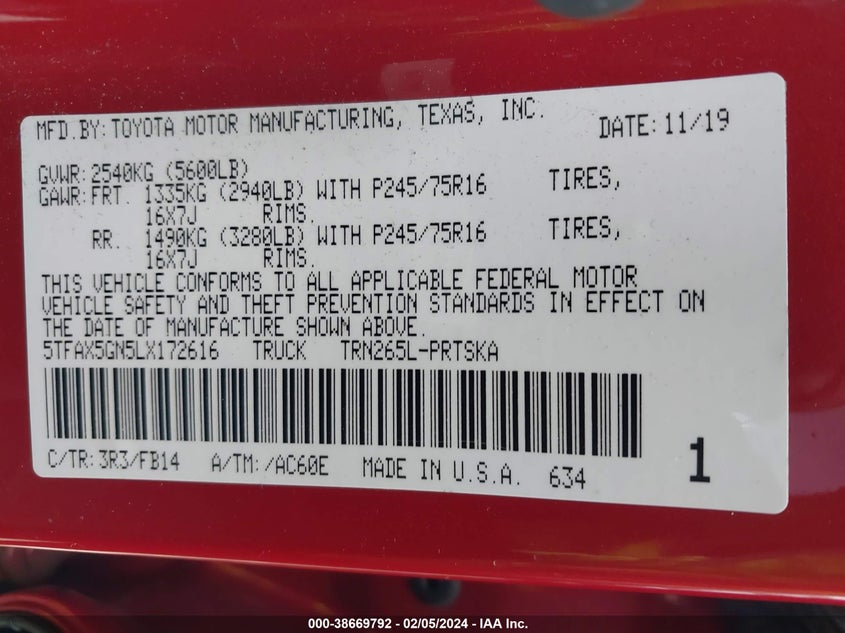 MFD.BY: TOYOTA MOTOR MANUFACTURING, TEXAS, INC. DATE: 11/19
GVWR: 2540KG (5600LB)
GAWR: FRT. 1335KG (2940LB) WITH P245/75R16 TIRES,
16X7J RIMS.
RR. 1490KG (3280LB) WITH P245/75R16 TIRES,
16X7J RIMS.
THIS VEHICLE CONFORMS TO ALL APPLICABLE FEDERAL MOTOR
VEHICLE SAFETY AND THEFT PREVENTION STANDARDS IN EFFECT ON
THE DATE OF MANUFACTURE SHOWN ABOVE.
5TFAX5GN5LX172616 TRUCK TRN265L-PRTSKA
C/TR: 3R3/FB14 A/TM: /AC60E MADE IN U.S.A. 634 1
000-38669792 - 02/05/2024 - IAA Inc.